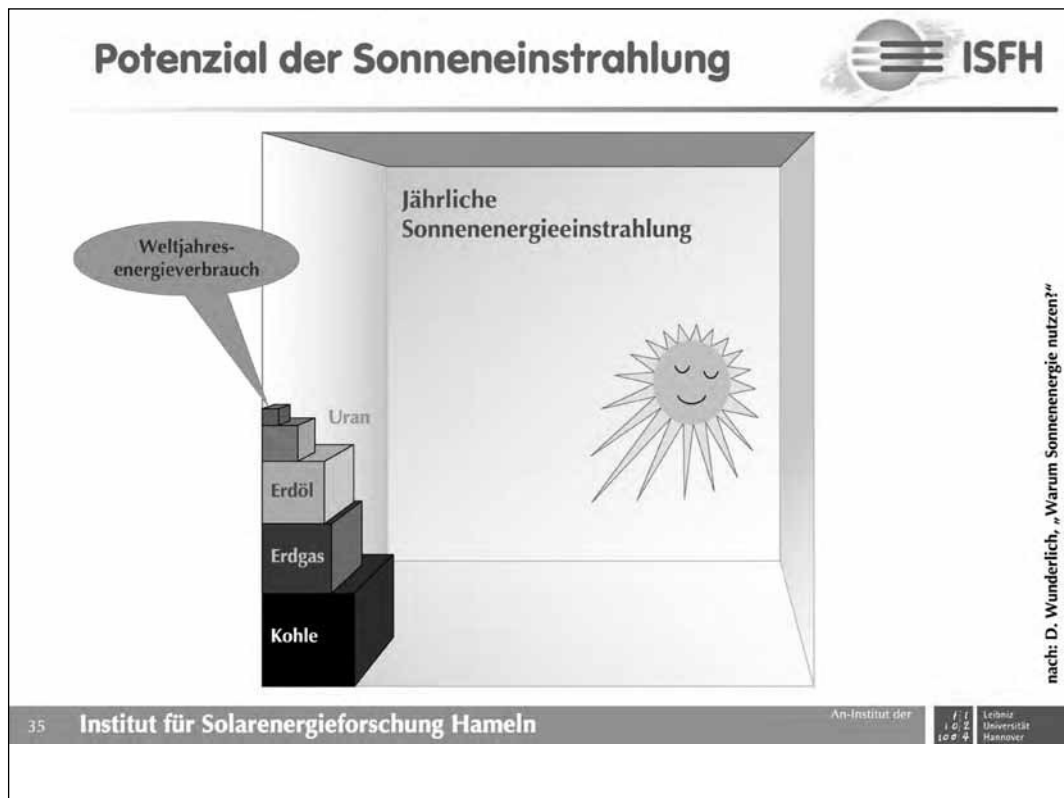 Potenzial der Sonneneinstrahlung
ISFH
Jährliche
Sonnenenergieeinstrahlung
Weltjahres-
energieverbrauch
Uran
Erdöl
Erdgas
Kohle
nach: D. Wunderlich, „Warum Sonnenenergie nutzen?“
35 Institut für Solarenergieforschung Hameln
An-Institut der
Leibniz
Universität
Hannover